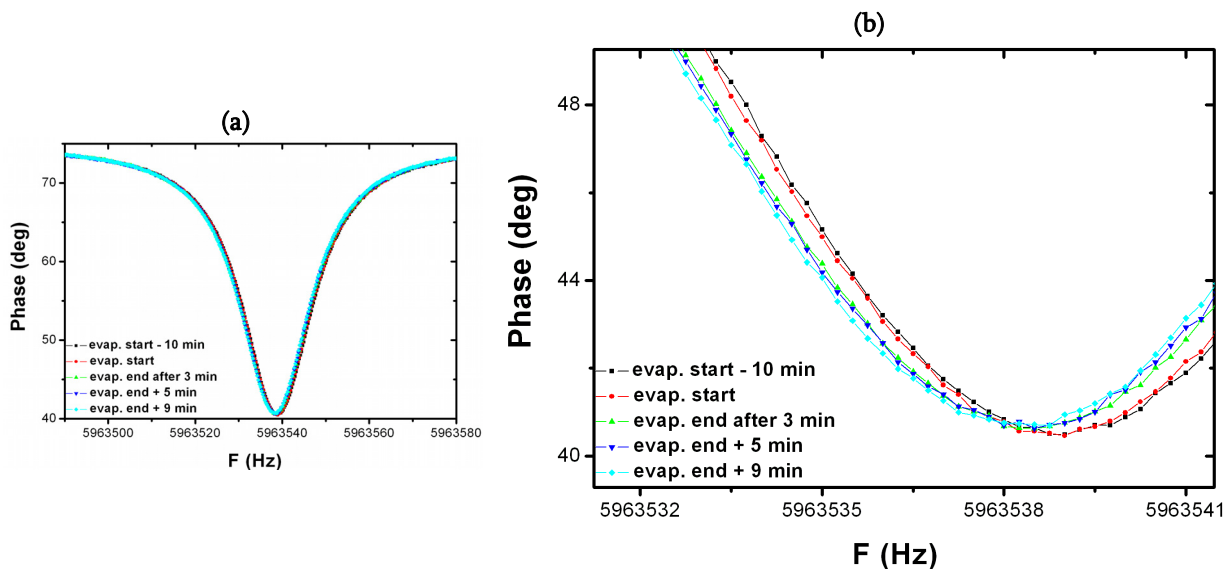 (a)
Phase (deg)
70
60
50
40
evap. start - 10 min
evap. start
evap. end after 3 min
evap. end + 5 min
evap. end + 9 min
5963500
5963520
5963540
5963560
5963580
F (Hz)
(b)
Phase (deg)
48
44
40
evap. start - 10 min
evap. start
evap. end after 3 min
evap. end + 5 min
evap. end + 9 min
5963532
5963535
5963538
5963541
F (Hz)